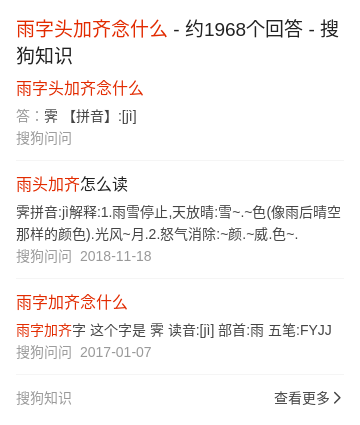 雨字头加齐念什么 - 约1968个回答 - 搜
狗知识
雨字头加齐念什么
答：霁 【拼音】:[jì]
搜狗问问
雨头加齐怎么读
霁拼音:jì解释:1.雨雪停止,天放晴:雪~.~色(像雨后晴空
那样的颜色).光风~月.2.怒气消除:~颜.~威.色~.
搜狗问问 2018-11-18
雨字加齐念什么
雨字加齐字 这个字是 霁 读音:[jì] 部首:雨 五笔:FYJJ
搜狗问问 2017-01-07
搜狗知识 查看更多